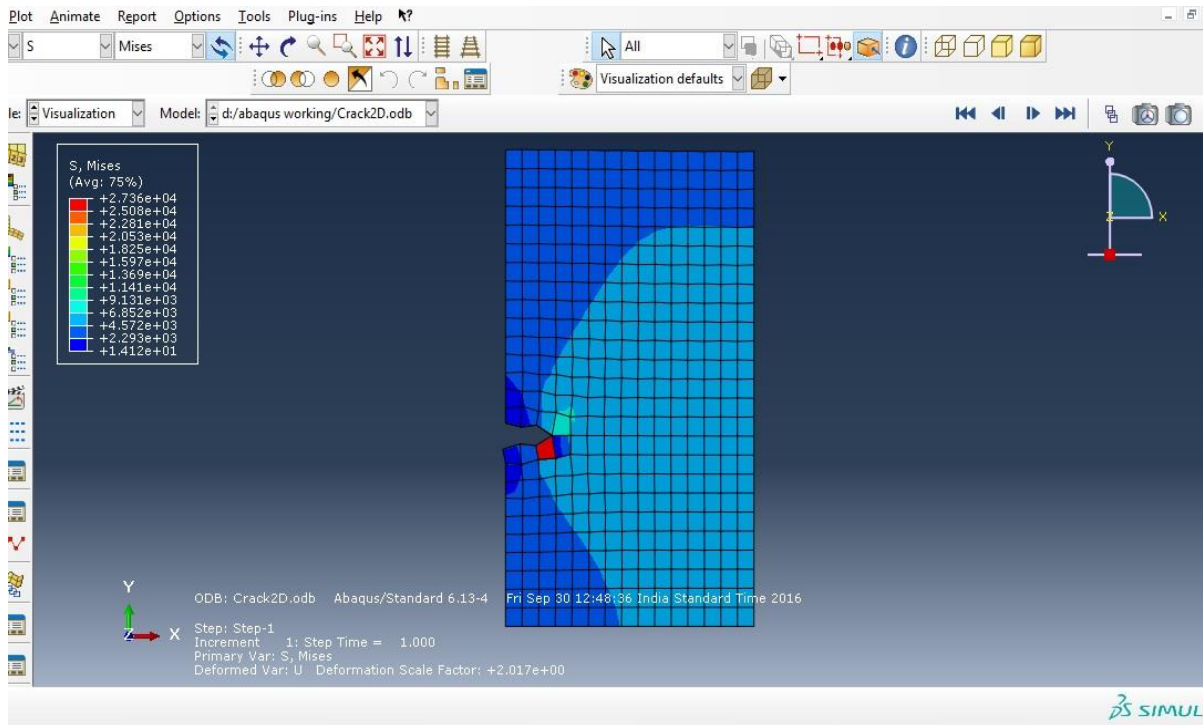 Plot Animate Report Options Tools Plug-ins Help
S Mises All
Visualization defaults
Visualization Model: d:/abaqus working/Crack2D.odb
S, Mises
(Avg: 75%)
+2.736e+04
+2.508e+04
+2.281e+04
+2.053e+04
+1.825e+04
+1.597e+04
+1.369e+04
+1.141e+04
+9.131e+03
+6.852e+03
+4.572e+03
+2.293e+03
+1.412e+01
Y
Z X
Y
Z X
ODB: Crack2D.odb Abaqus/Standard 6.13-4 Fri Sep 30 12:48:36 India Standard Time 2016
Step: Step-1
Increment 1: Step Time = 1.000
Primary Var: S, Mises
Deformed Var: U Deformation Scale Factor: +2.017e+00
SIMUL